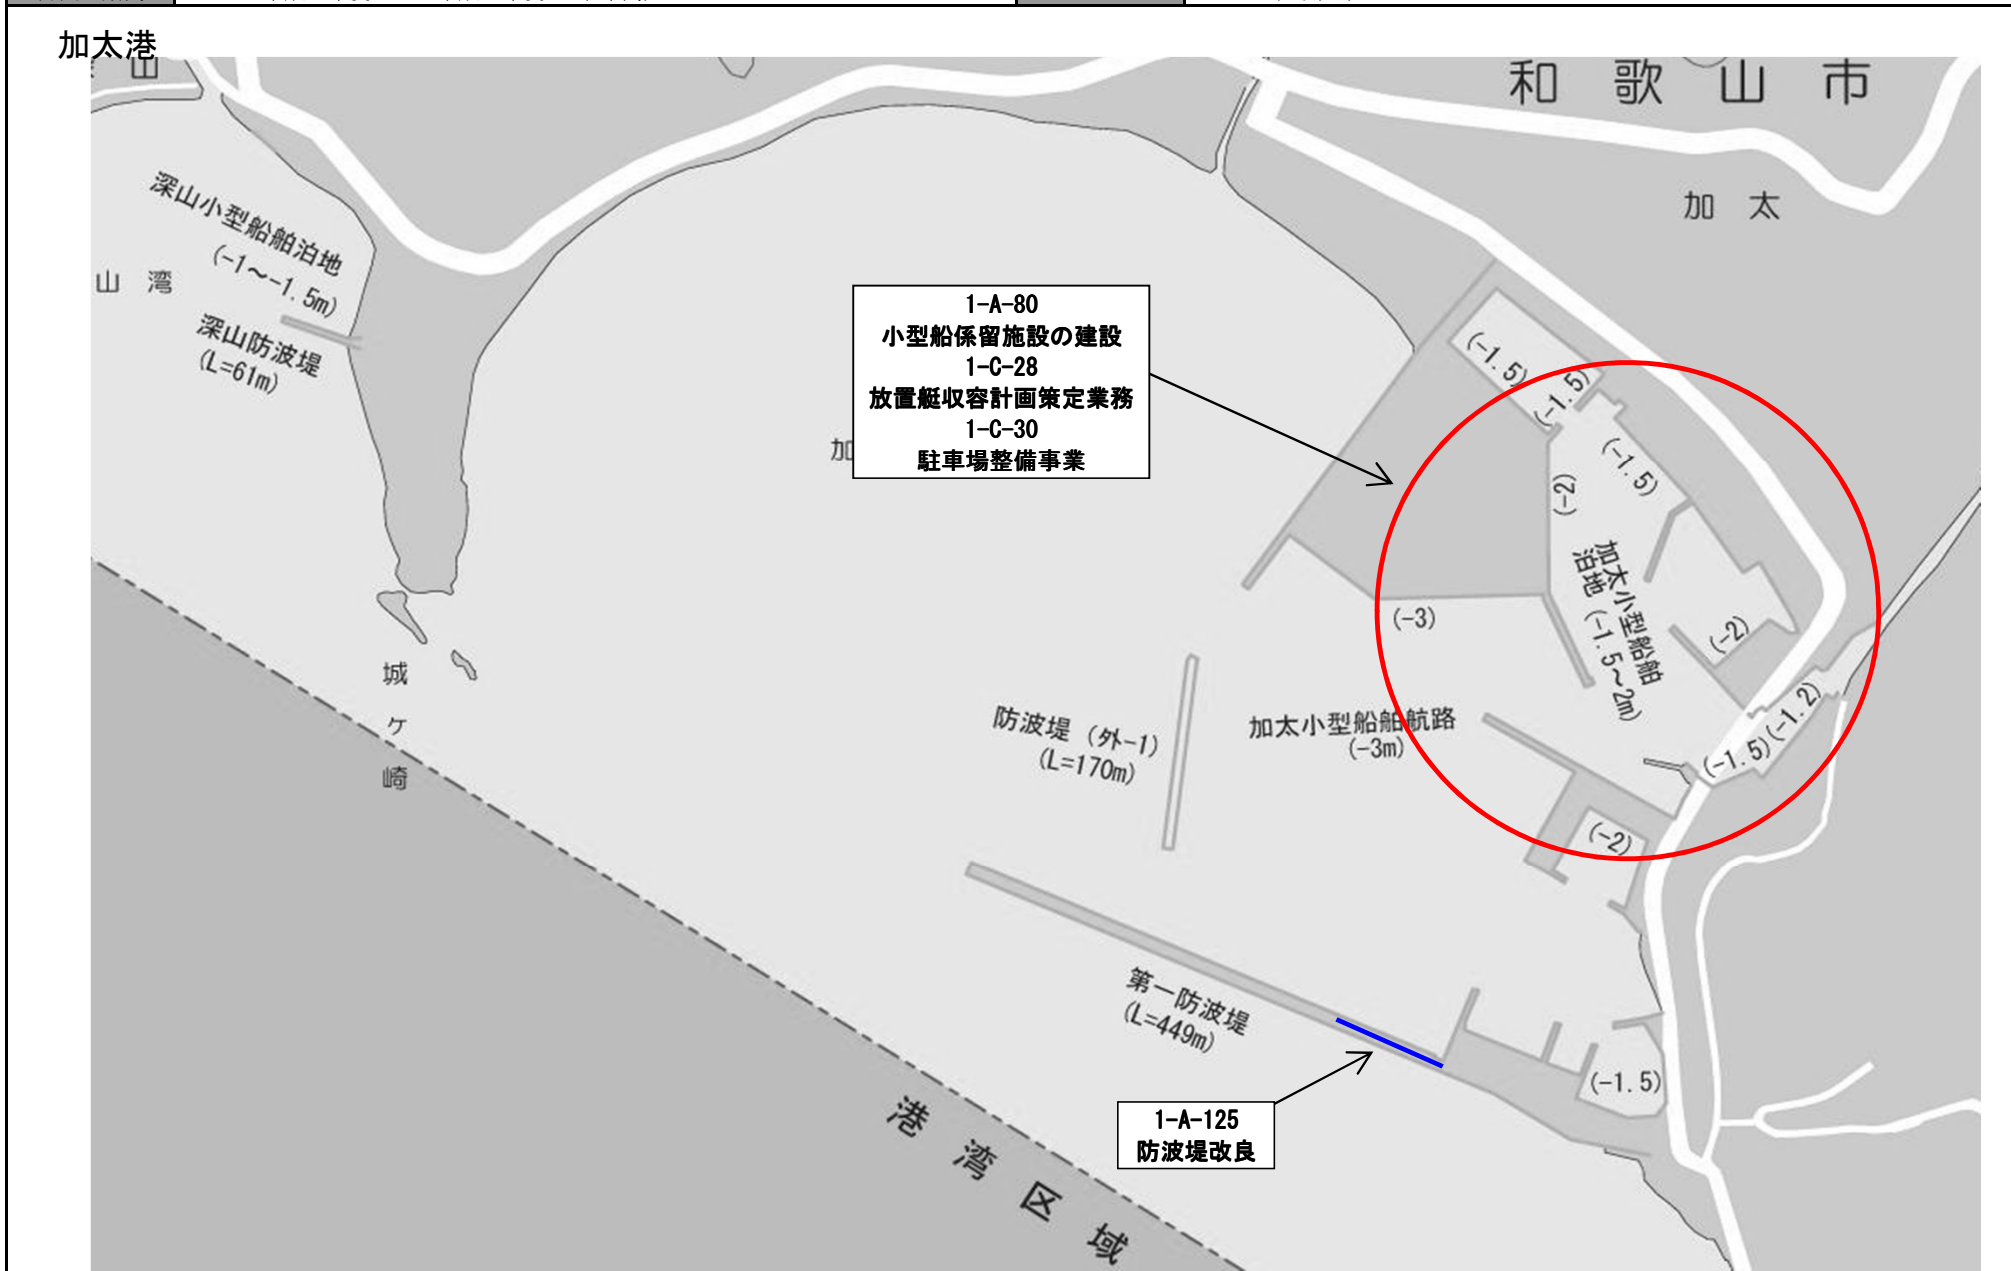 加太港
山
和歌山市
加太
深山小型船舶泊地
(-1～-1.5m)
山湾
深山防波堤
(L=61m)
1-A-80
小型船係留施設の建設
1-C-28
放置艇収容計画策定業務
1-C-30
駐車場整備事業
加
(-1.5)
(-1.5)
(-1.5)
(-2)
加太小型船舶
泊地(-1.5～2m)
(-3)
(-2)
城ヶ崎
防波堤（外-1）
(L=170m)
加太小型船舶航路
(-3m)
(-1.2)
(-1.5)
(-2)
第一防波堤
(L=449m)
(-1.5)
1-A-125
防波堤改良
港湾区域